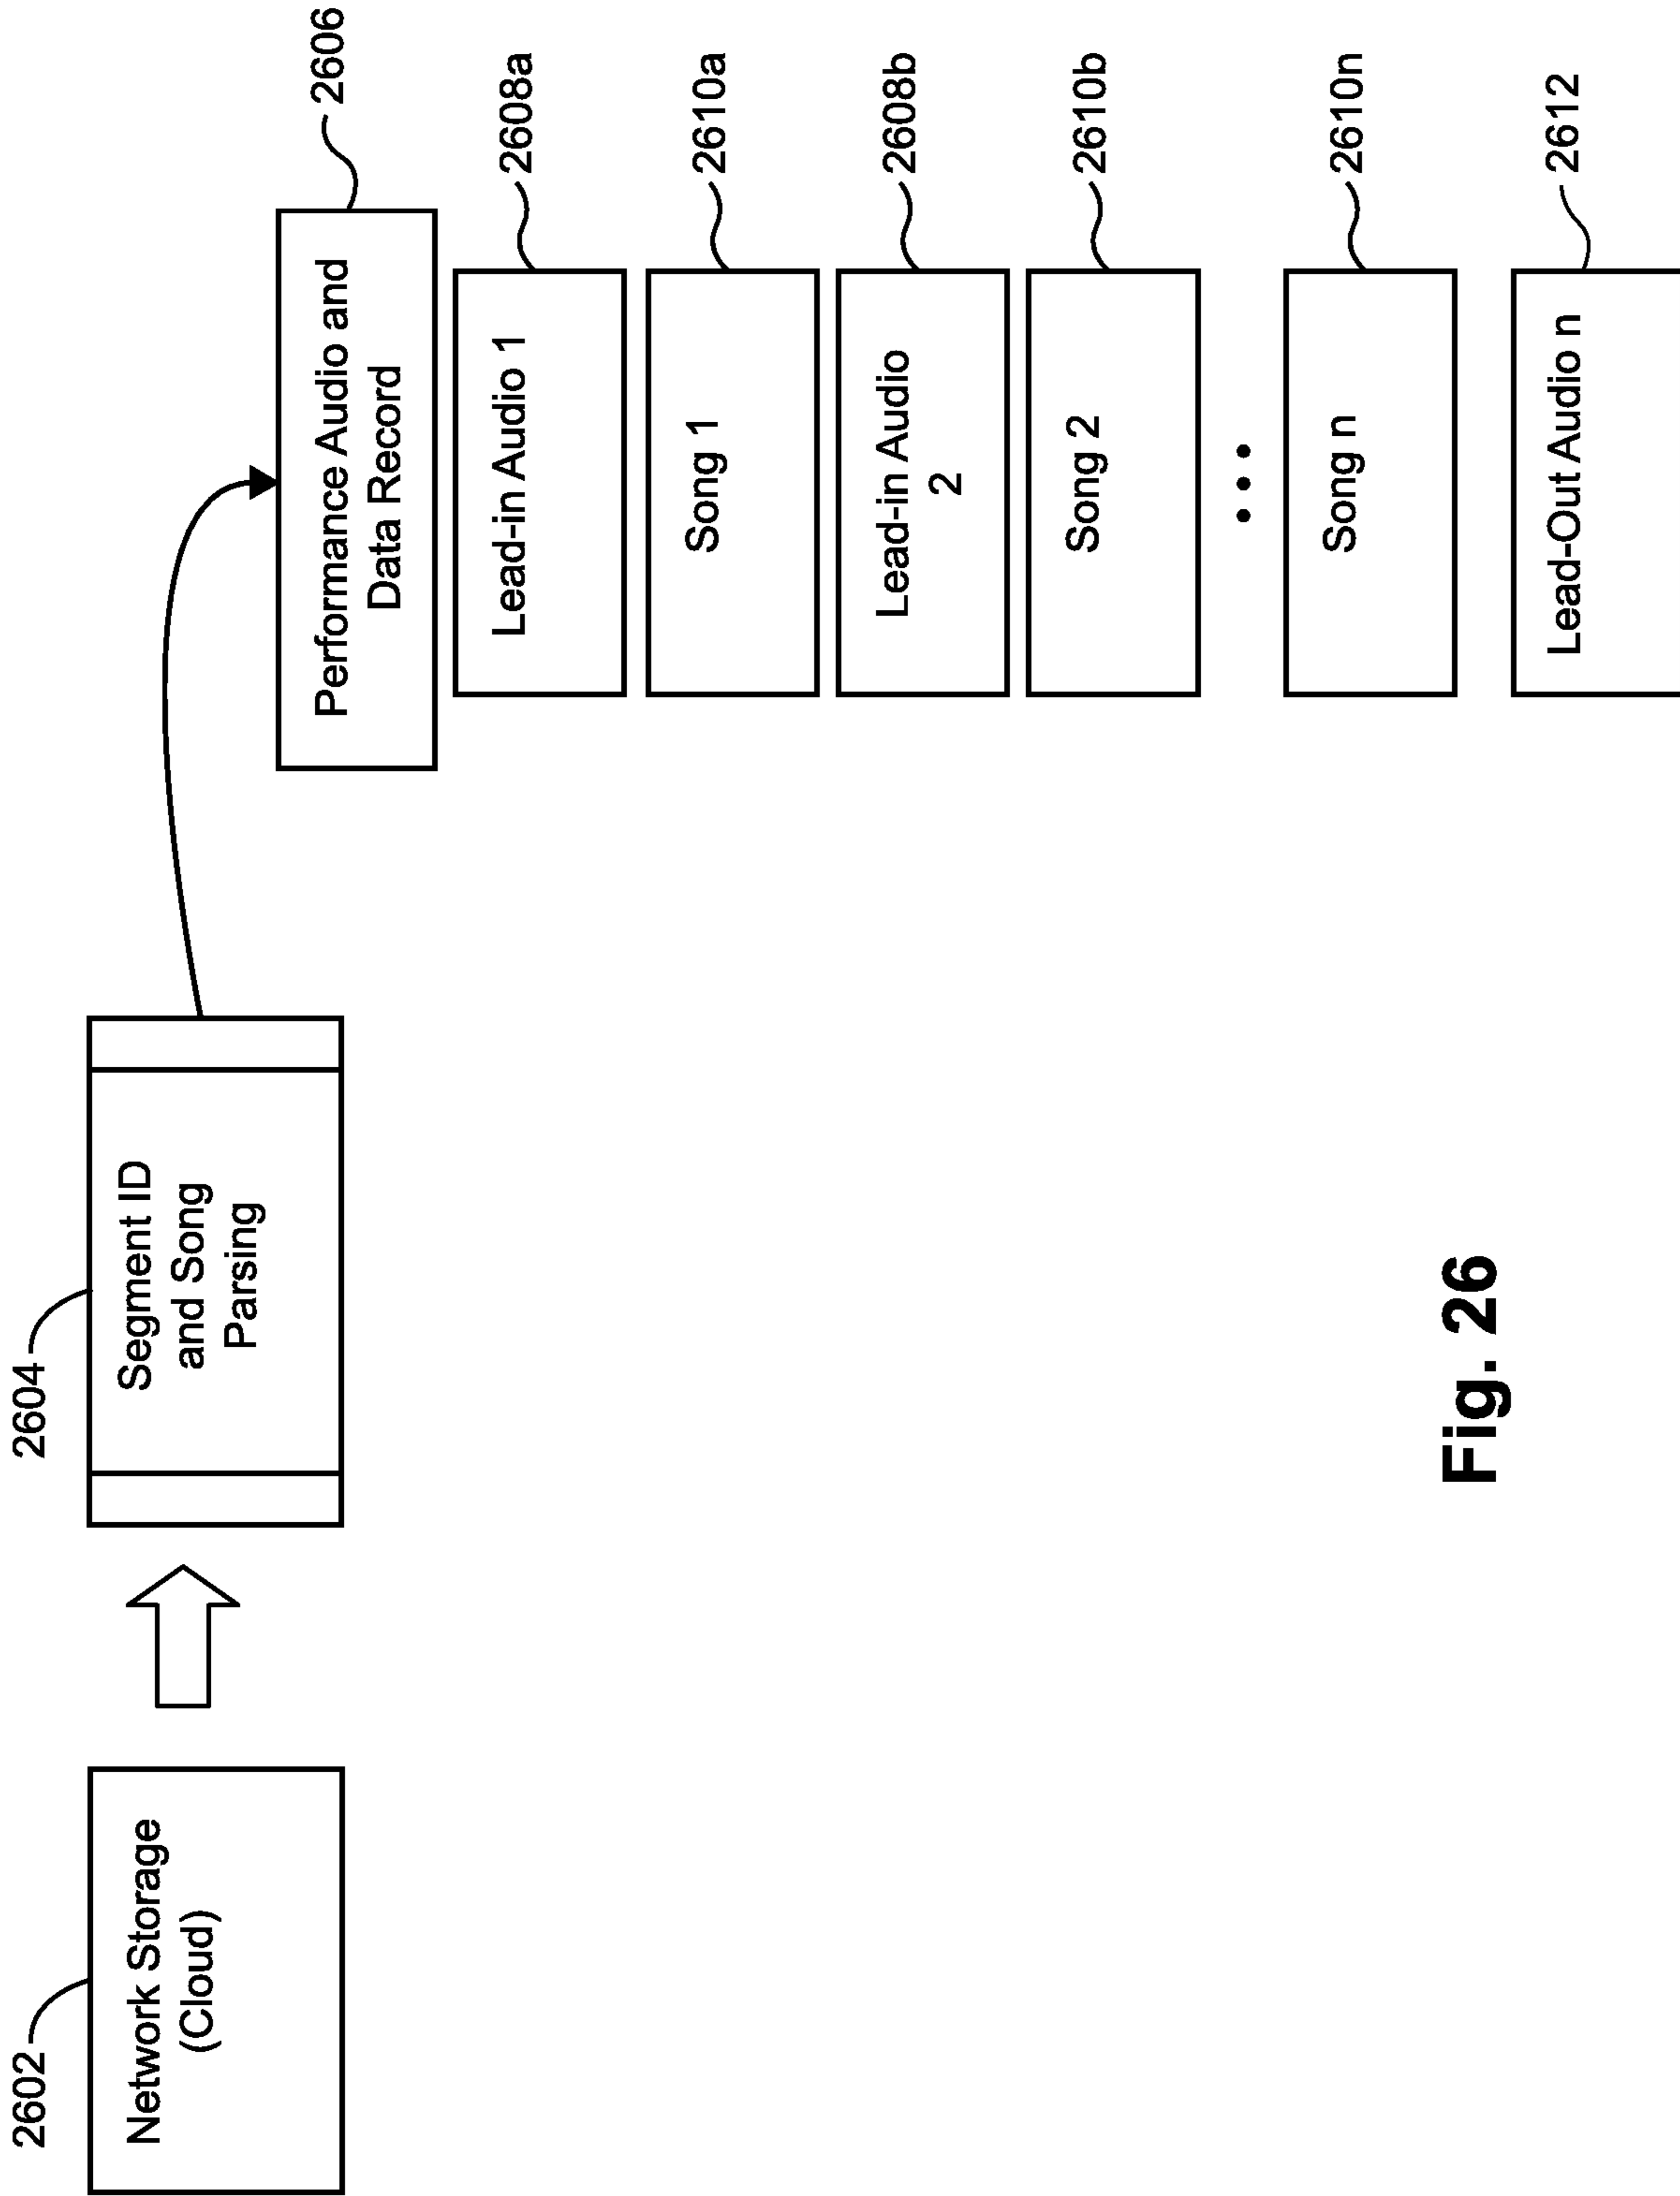 2602
Network Storage
(Cloud)
2604
Segment ID
and Song
Parsing
2606
Performance Audio and
Data Record
Lead-in Audio 1
2608a
Song 1
2610a
Lead-in Audio
2
2608b
Song 2
2610b
Song n
2610n
Lead-Out Audio n
2612
Fig. 26